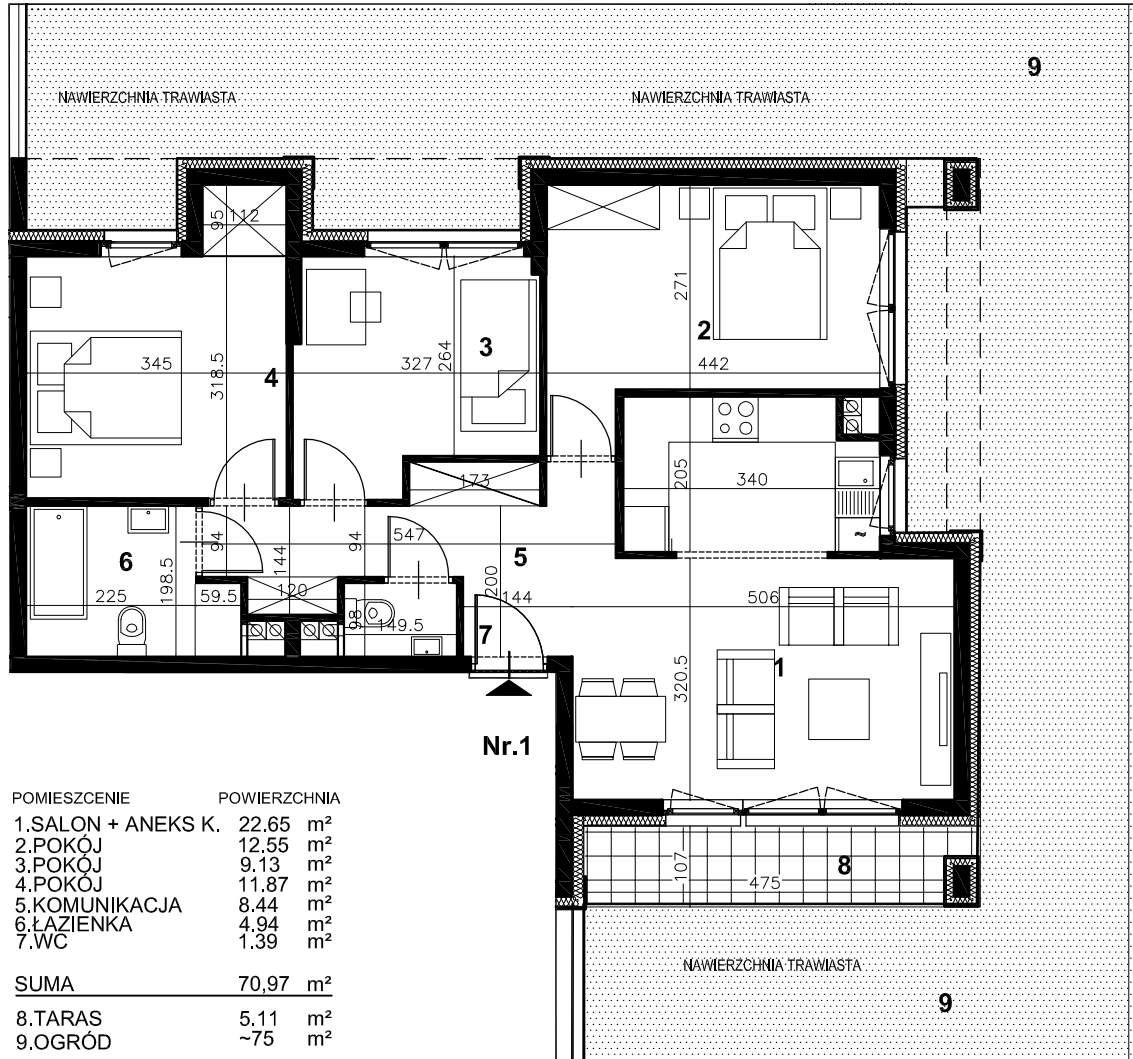 9
NAWIERZCHNIA TRAWIASTA
NAWIERZCHNIA TRAWIASTA
95
112
271
2
442
345
318.5
4
327
264
3
173
205
340
94
94
547
5
6
198.5
144
225
59.5
120
98
149.5
200
144
7
506
1
320.5
Nr.1
107
475
8
POMIESZCENIE POWIERZCHNIA
1.SALON + ANEKS K. 22.65 m²
2.POKÓJ 12.55 m²
3.POKÓJ 9.13 m²
4.POKÓJ 11.87 m²
5.KOMUNIKACJA 8.44 m²
6.ŁAZIENKA 4.94 m²
7.WC 1.39 m²
SUMA 70,97 m²
8.TARAS 5.11 m²
9.OGRÓD ~75 m²
NAWIERZCHNIA TRAWIASTA
9